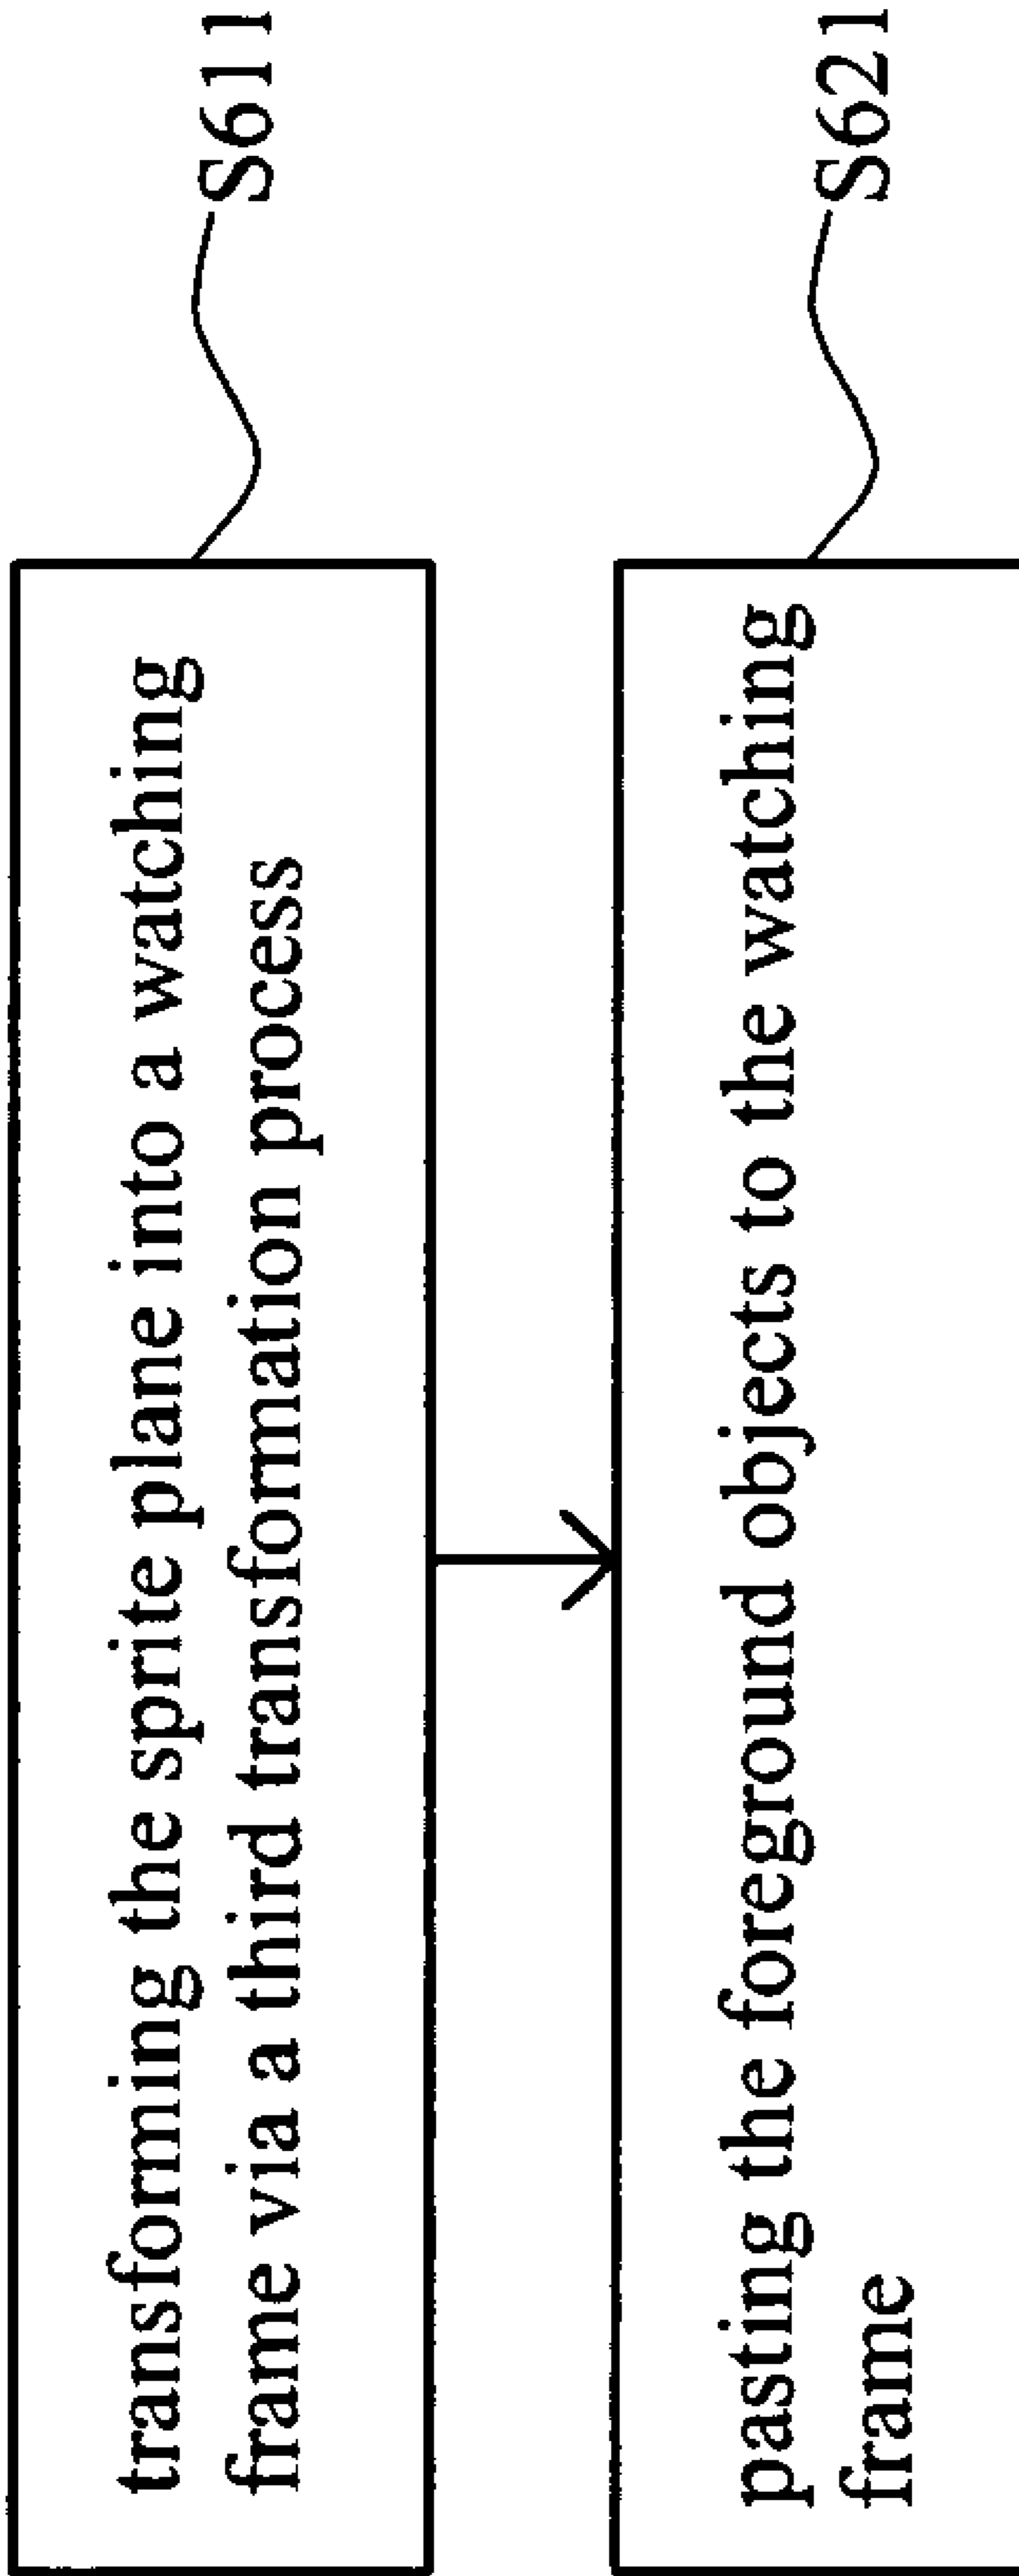 transforming the sprite plane into a watching
frame via a third transformation process
S611
pasting the foreground objects to the watching
frame
S621